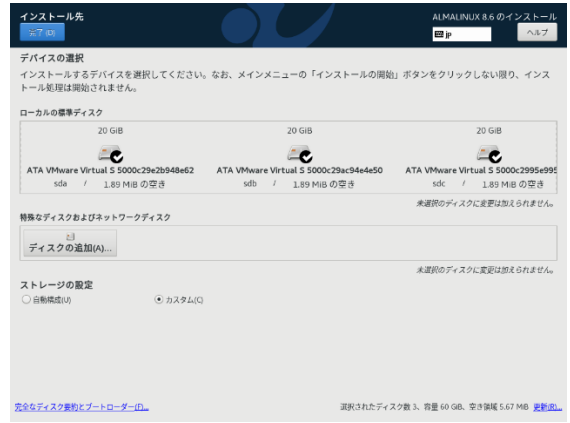 インストール先
ALMALINUX 8.6 のインストール
完了(D)
jp
ヘルプ
デバイスの選択
インストールするデバイスを選択してください。なお、メインメニューの「インストールの開始」ボタンをクリックしない限り、インス
トール処理は開始されません。
ローカルの標準ディスク
20 GiB
20 GiB
20 GiB
ATA VMware Virtual S 5000c29e2b948e62
ATA VMware Virtual S 5000c29ac94e4e50
ATA VMware Virtual S 5000c2995e995
sda / 1.89 MiB の空き
sdb / 1.89 MiB の空き
sdc / 1.89 MiB の空き
未選択のディスクに変更は加えられません。
特殊なディスクおよびネットワークディスク
ディスクの追加(A)...
未選択のディスクに変更は加えられません。
ストレージの設定
自動構成(U)
カスタム(C)
完全なディスク要約とブートローダー(F)...
選択されたディスク数 3、容量 60 GiB、空き領域 5.67 MiB 更新(R)...